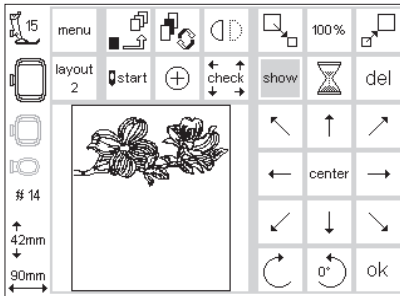 15
menu
100%
layout
2
start
check
show
del
center
# 14
42mm
90mm
0°
ok